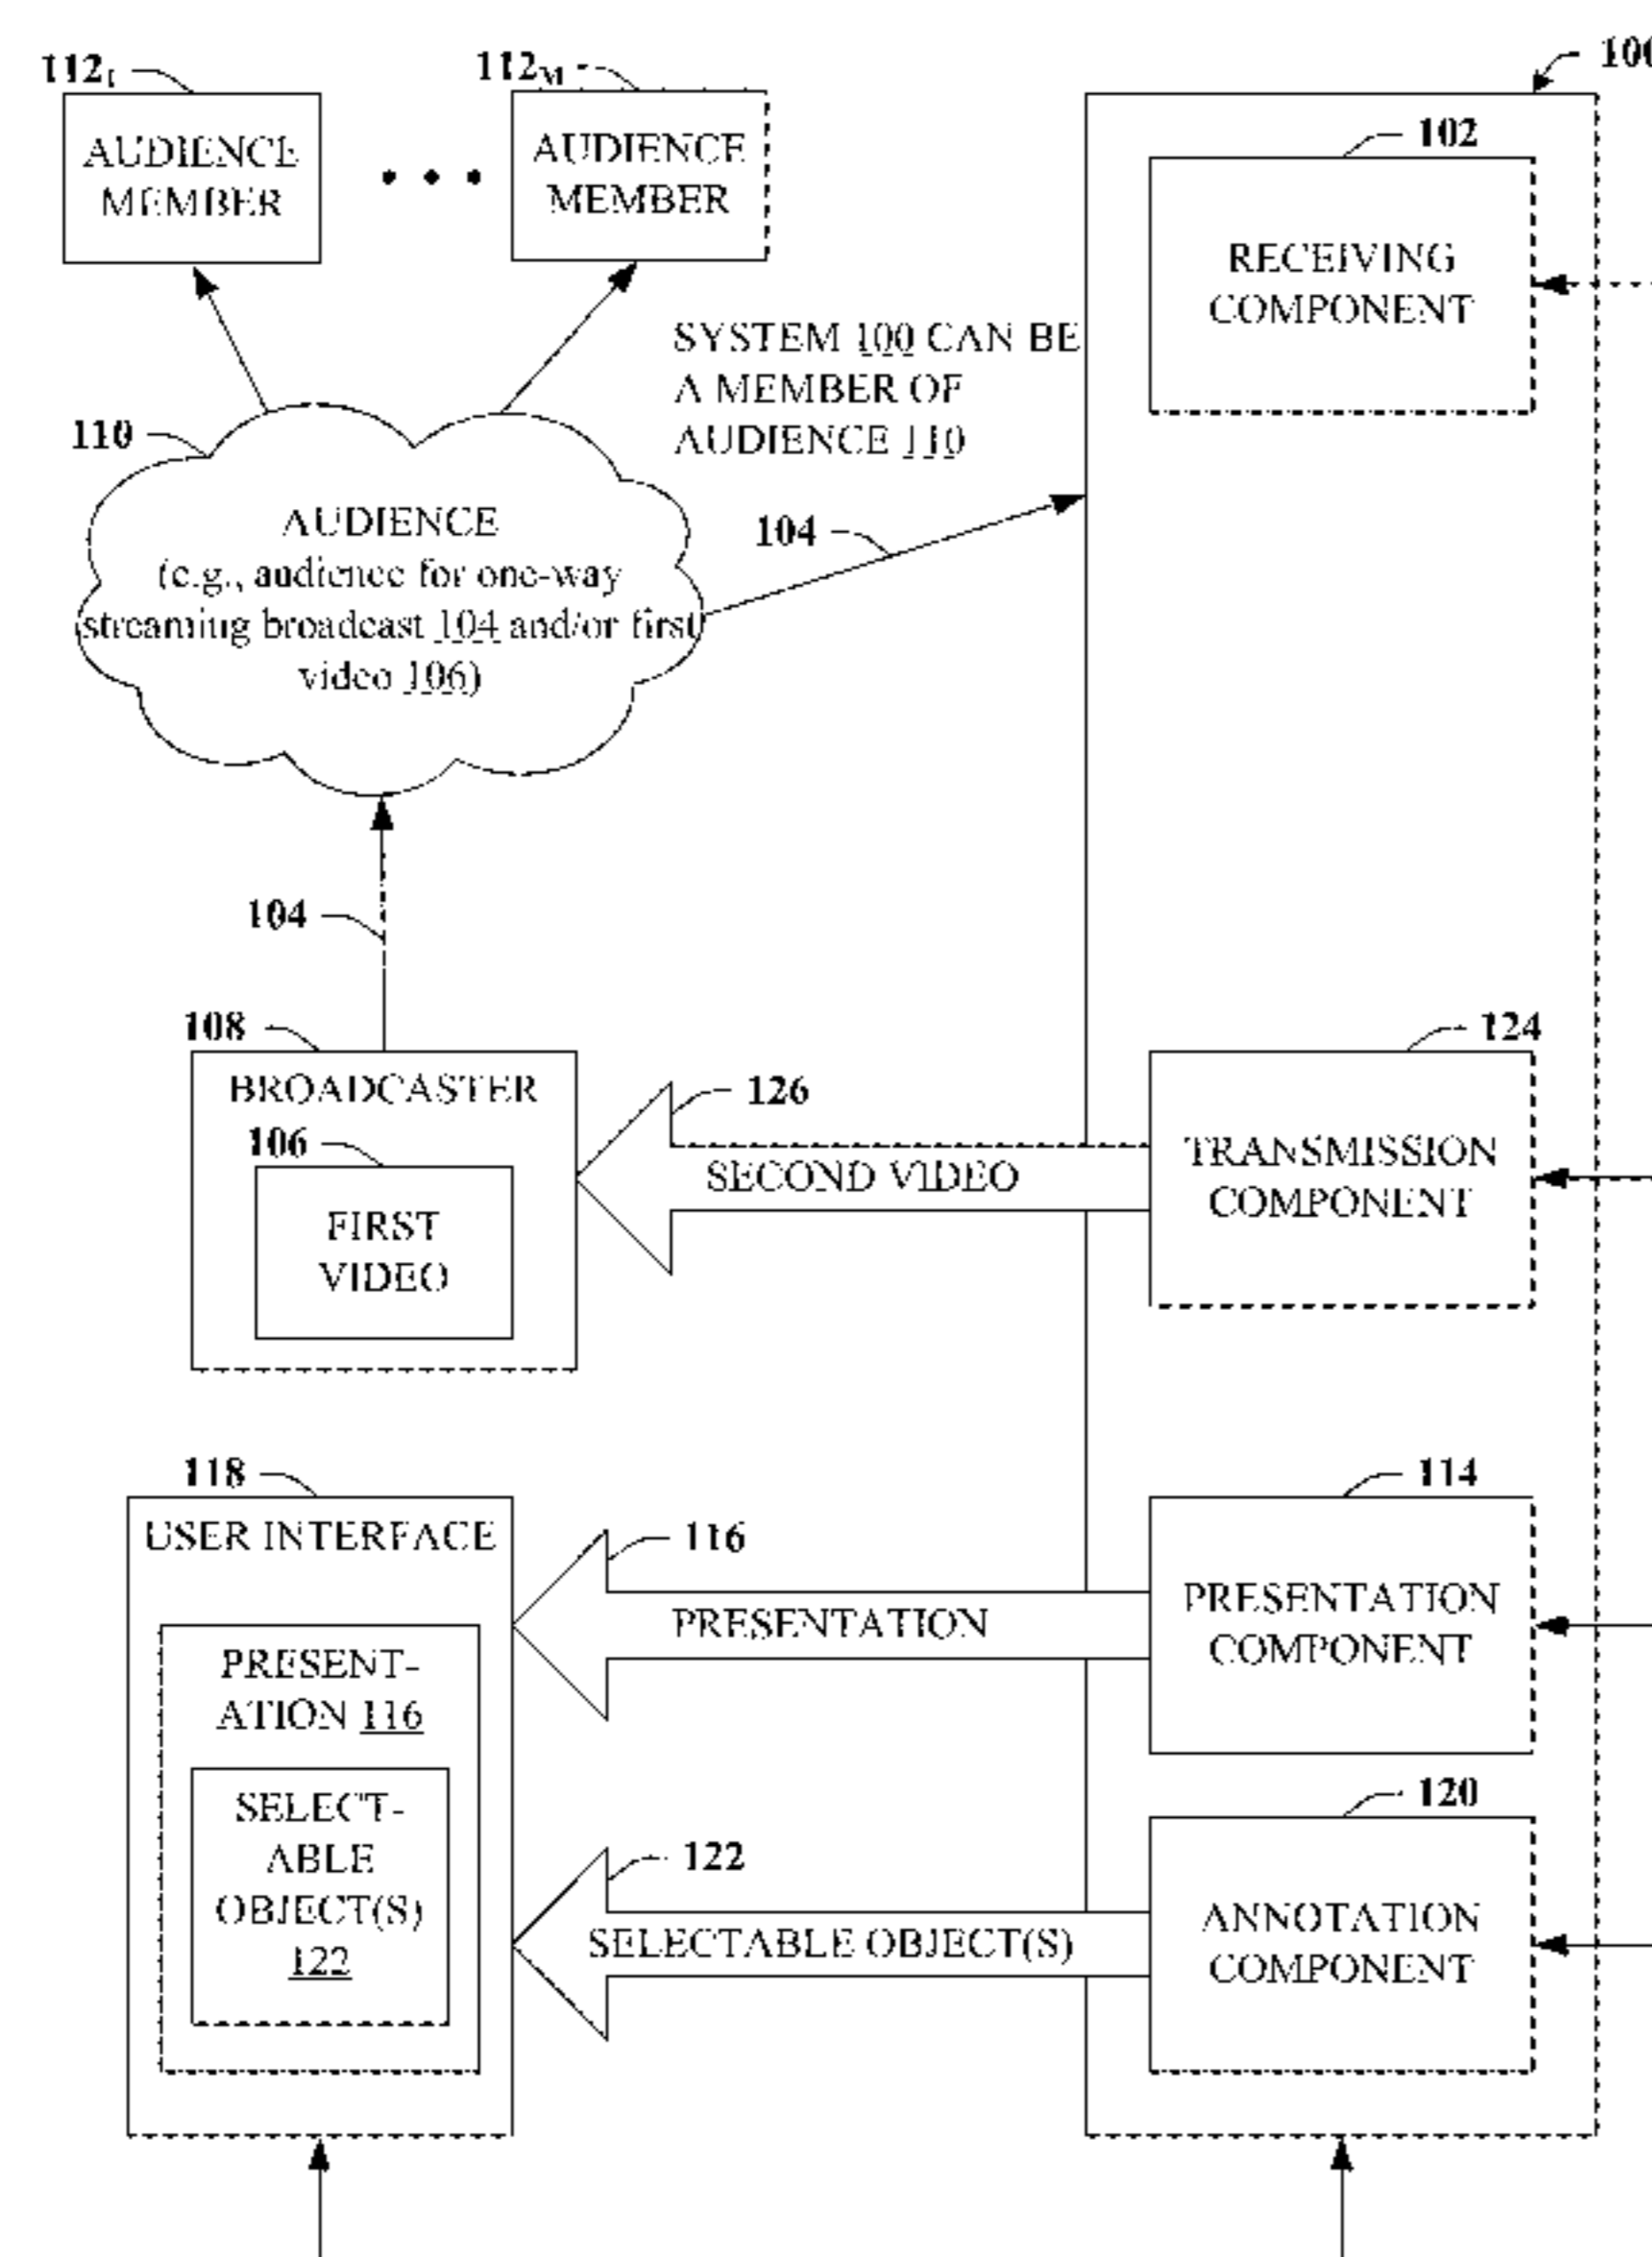 112₁
112_M
100
AUDIENCE
MEMBER
• • •
AUDIENCE
MEMBER
102
RECEIVING
COMPONENT
SYSTEM 100 CAN BE
A MEMBER OF
AUDIENCE 110
110
AUDIENCE
(e.g., audience for one-way
streaming broadcast 104 and/or first
video 106)
104
104
108
BROADCASTER
106
FIRST
VIDEO
126
SECOND VIDEO
124
TRANSMISSION
COMPONENT
118
USER INTERFACE
PRESENT-
ATION 116
SELECT-
ABLE
OBJECT(S)
122
116
PRESENTATION
114
PRESENTATION
COMPONENT
122
SELECTABLE OBJECT(S)
120
ANNOTATION
COMPONENT